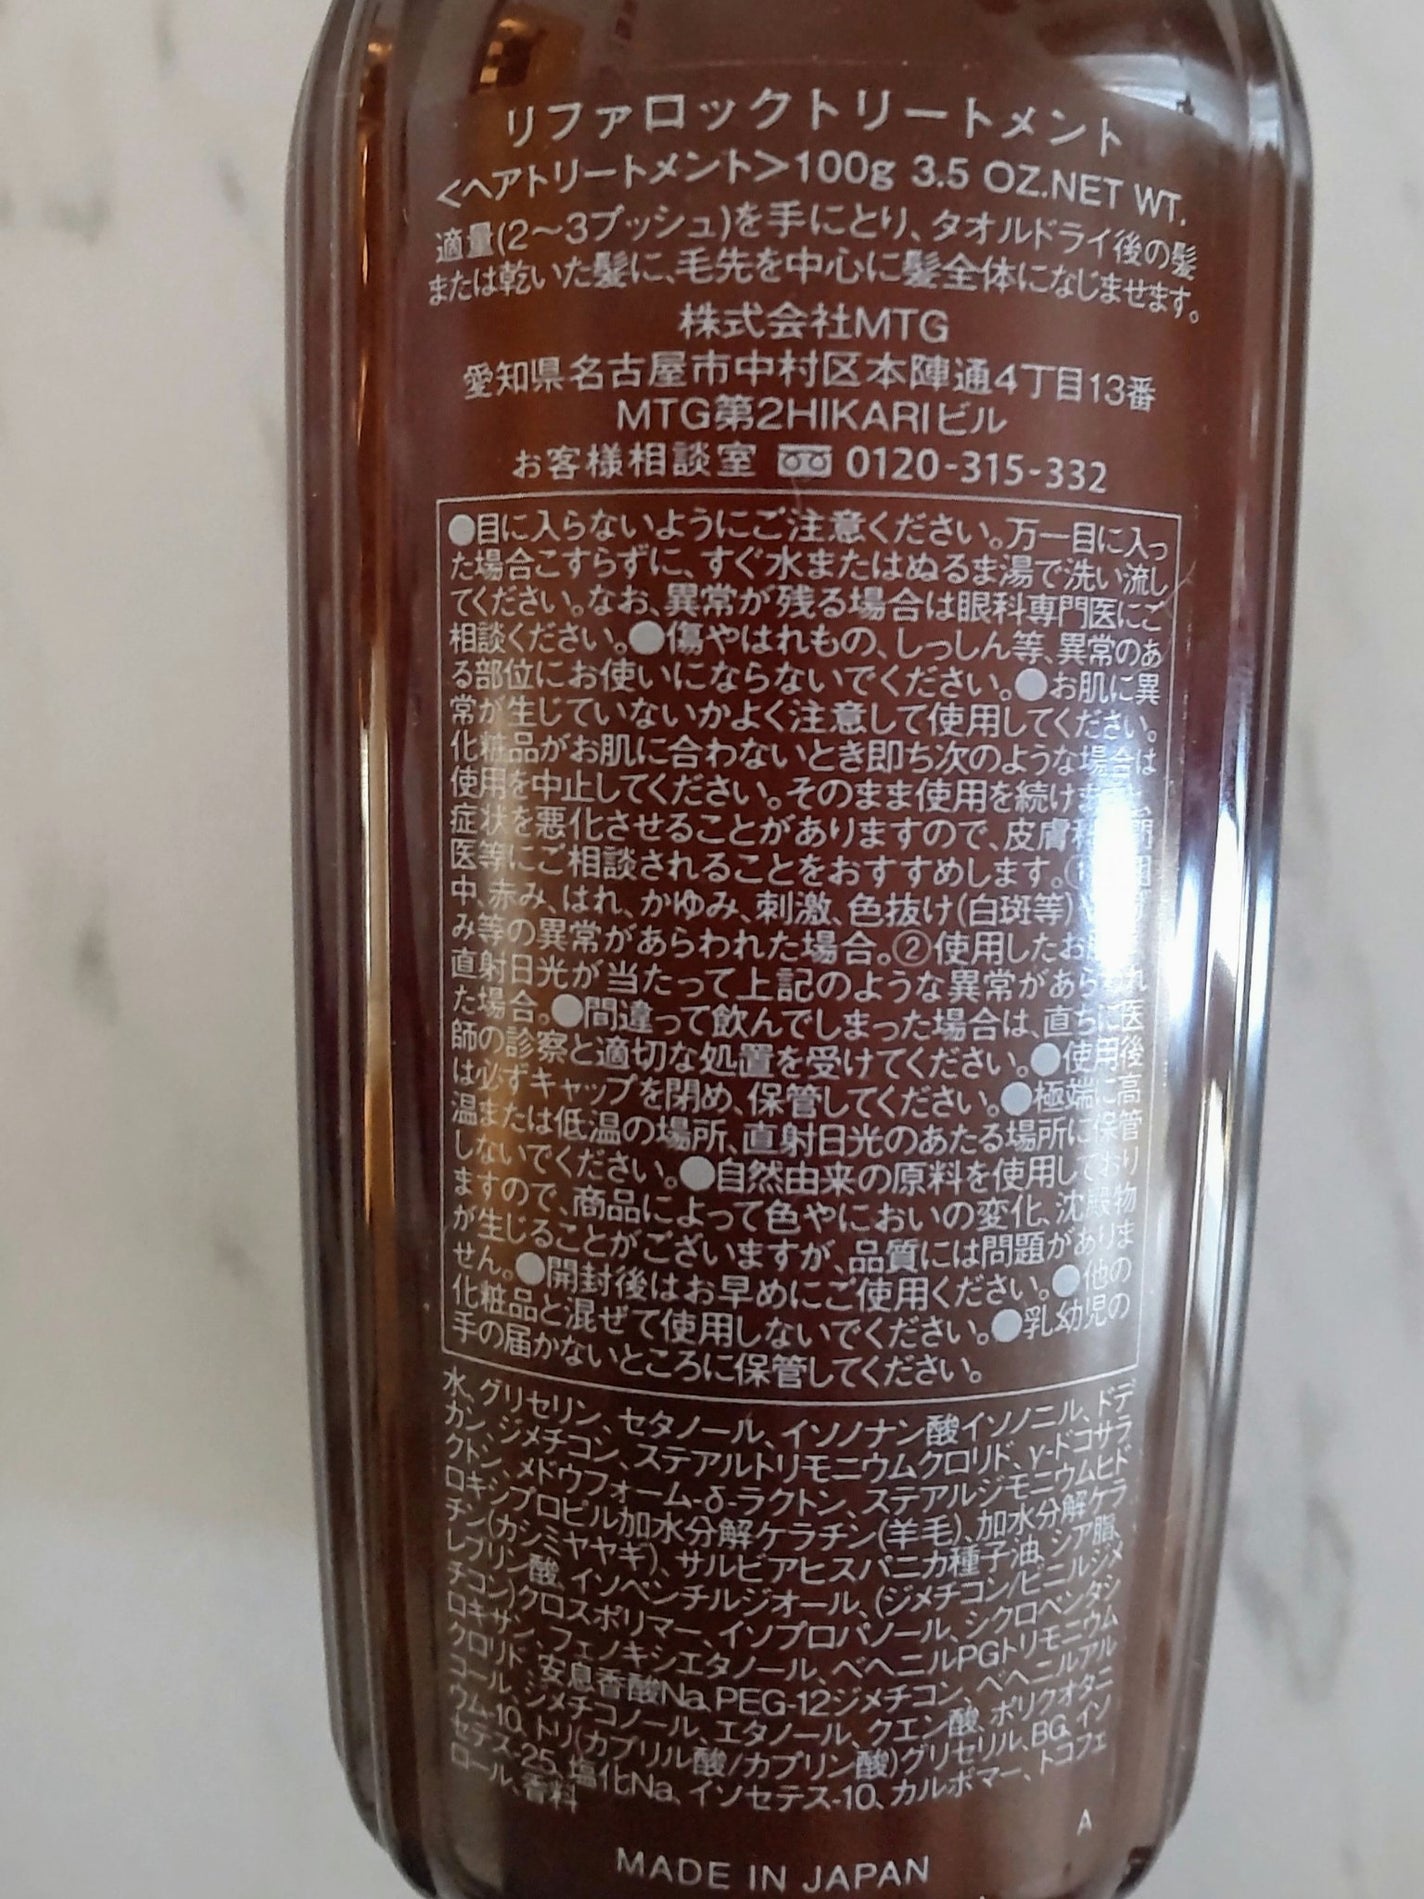 リファロックトリートメント
＜ヘアトリートメント＞100g 3.5 OZ.NET WT.
適量(2〜3プッシュ)を手にとり、タオルドライ後の髪
または乾いた髪に、毛先を中心に髪全体になじませます。
株式会社MTG
愛知県名古屋市中村区本陣通4丁目13番
MTG第2HIKARIビル
お客様相談室 0120-315-332
●目に入らないようにご注意ください。万一目に入っ
た場合こすらずに、すぐ水またはぬるま湯で洗い流し
てください。なお、異常が残る場合は眼科専門医にご
相談ください。●傷やはれもの、しっしん等、異常のあ
る部位にお使いにならないでください。●お肌に異
常が生じていないかよく注意して使用してください。
化粧品がお肌に合わないとき即ち次のような場合は
使用を中止してください。そのまま使用を続けま
症状を悪化させることがありますので、皮膚科 門
医等にご相談されることをおすすめします。 用
中、赤み、はれ、かゆみ、刺激、色抜け(白斑等)
み等の異常があらわれた場合。②使用したお
直射日光が当たって上記のような異常があらわれ
た場合。●間違って飲んでしまった場合は、直ちに医
師の診察と適切な処置を受けてください。●使用後
は必ずキャップを閉め、保管してください。●極端に高
温または低温の場所、直射日光のあたる場所に保管
しないでください。●自然由来の原料を使用しており
ますので、商品によって色やにおいの変化、沈殿物
が生じることがございますが、品質には問題がありま
せん。●開封後はお早めにご使用ください。●他の
化粧品と混ぜて使用しないでください。●乳幼児の
手の届かないところに保管してください。
水、グリセリン、セタノール、イソノナン酸イソノニル、ドデ
カン、ジメチコン、ステアルトリモニウムクロリド、γ-ドコサラ
クトン、メドウフォーム-δ-ラクトン、ステアルジモニウムヒド
ロキシプロピル加水分解ケラチン(羊毛)、加水分解ケラ
チン(カシミヤヤギ)、サルビアヒスパニカ種子油、シア脂、
レブリン酸、イソペンチルジオール、(ジメチコン/ビニルジメ
チコン)クロスポリマー、イソプロパノール、シクロペンタシ
ロキサン、フェノキシエタノール、ベヘニルPGトリモニウム
クロリド、安息香酸Na、PEG-12ジメチコン、ベヘニルアル
コール、ジメチコノール、エタノール、クエン酸、ポリクオタニ
ウム-10、トリ(カプリル酸/カプリン酸)グリセリル、BG、イソ
セテス-25、塩化Na、イソセテス-10、カルボマー、トコフェ
ロール、香料
A
MADE IN JAPAN